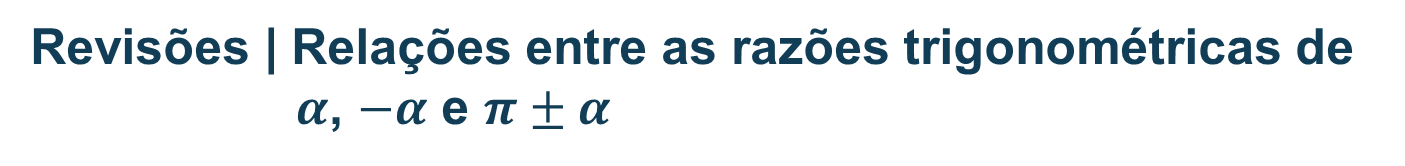 Revisões | Relações entre as razões trigonométricas de
α, −α e π ± α